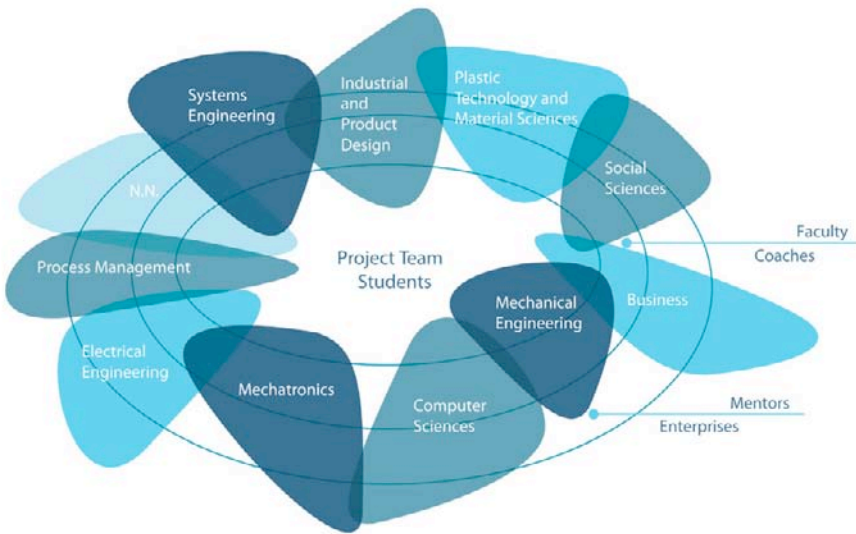 Systems
Engineering
Industrial
and
Product
Design
Plastic
Technology and
Material Sciences
Social
Sciences
N.N.
Process Management
Project Team
Students
Faculty
Coaches
Business
Mechanical
Engineering
Electrical
Engineering
Mechatronics
Computer
Sciences
Mentors
Enterprises